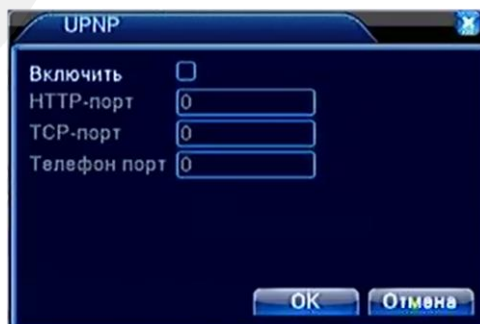 UPNP
Включить
HTTP-порт 0
TCP-порт 0
Телефон порт 0
OK Отмена